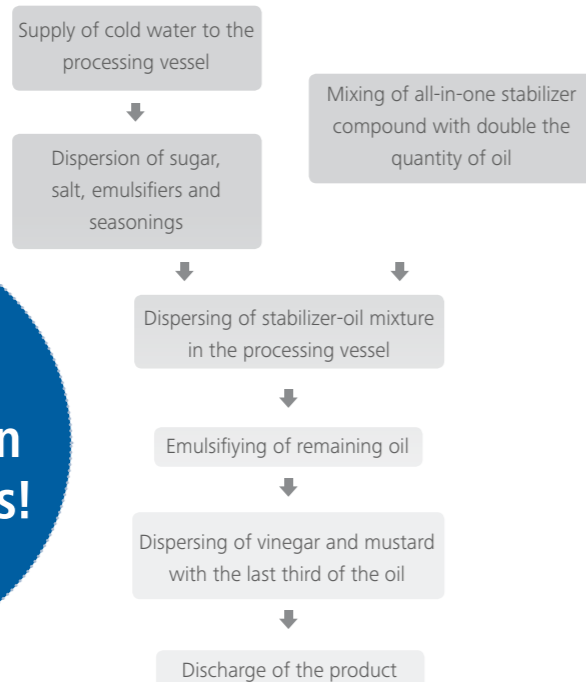 Supply of cold water to the
processing vessel
Mixing of all-in-one stabilizer
compound with double the
quantity of oil
Dispersion of sugar,
salt, emulsifiers and
seasonings
Dispersing of stabilizer-oil mixture
in the processing vessel
n
s!
Emulsifiying of remaining oil
Dispersing of vinegar and mustard
with the last third of the oil
Discharge of the product